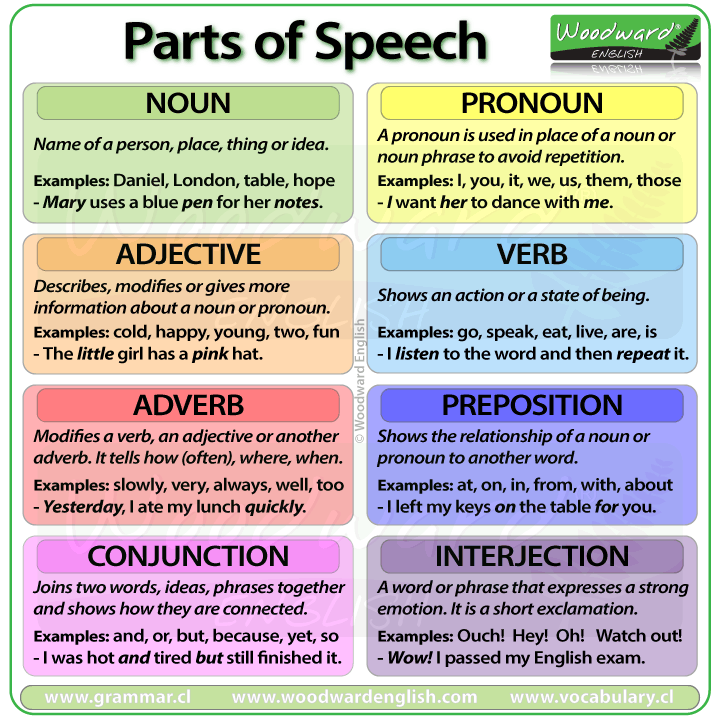 Parts of Speech
Woodward®
ENGLISH
NOUN
Name of a person, place, thing or idea.
Examples: Daniel, London, table, hope
- Mary uses a blue pen for her notes.
PRONOUN
A pronoun is used in place of a noun or
noun phrase to avoid repetition.
Examples: I, you, it, we, us, them, those
- I want her to dance with me.
ADJECTIVE
Describes, modifies or gives more
information about a noun or pronoun.
Examples: cold, happy, young, two, fun
- The little girl has a pink hat.
VERB
Shows an action or a state of being.
Examples: go, speak, eat, live, are, is
- I listen to the word and then repeat it.
© Woodward English
ADVERB
Modifies a verb, an adjective or another
adverb. It tells how (often), where, when.
Examples: slowly, very, always, well, too
- Yesterday, I ate my lunch quickly.
PREPOSITION
Shows the relationship of a noun or
pronoun to another word.
Examples: at, on, in, from, with, about
- I left my keys on the table for you.
CONJUNCTION
Joins two words, ideas, phrases together
and shows how they are connected.
Examples: and, or, but, because, yet, so
- I was hot and tired but still finished it.
INTERJECTION
A word or phrase that expresses a strong
emotion. It is a short exclamation.
Examples: Ouch! Hey! Oh! Watch out!
- Wow! I passed my English exam.
www.grammar.cl www.woodwardenglish.com www.vocabulary.cl